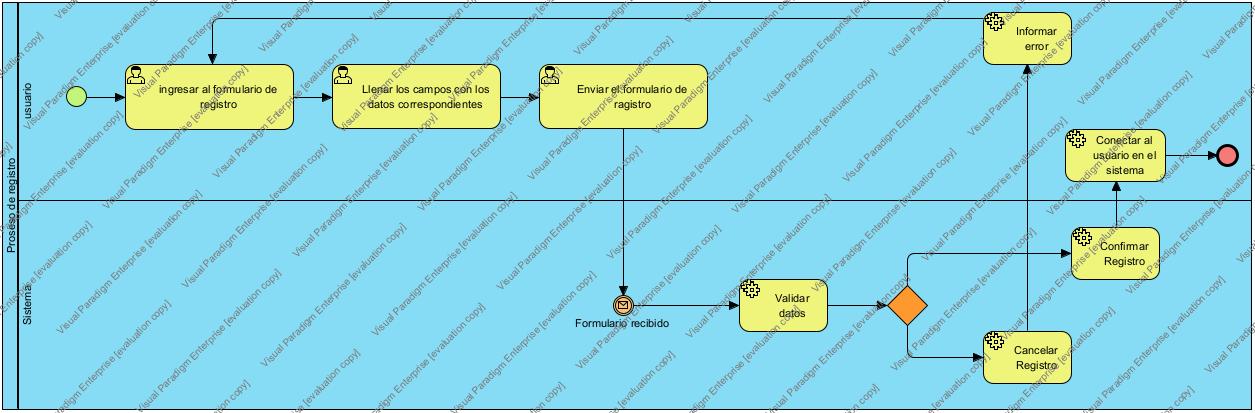 Proseso de registro
usuario
Sistema
ingresar al formulario de
registro
Llenar los campos con los
datos correspondientes
Enviar el formulario de
ragistro
Informar
error
Conectar al
usuario en el
sistema
Formulario recibido
Validar
datos
Confirmar
Registro
Cancelar
Registro
Visual Paradigm Enterprise [evaluation copy]